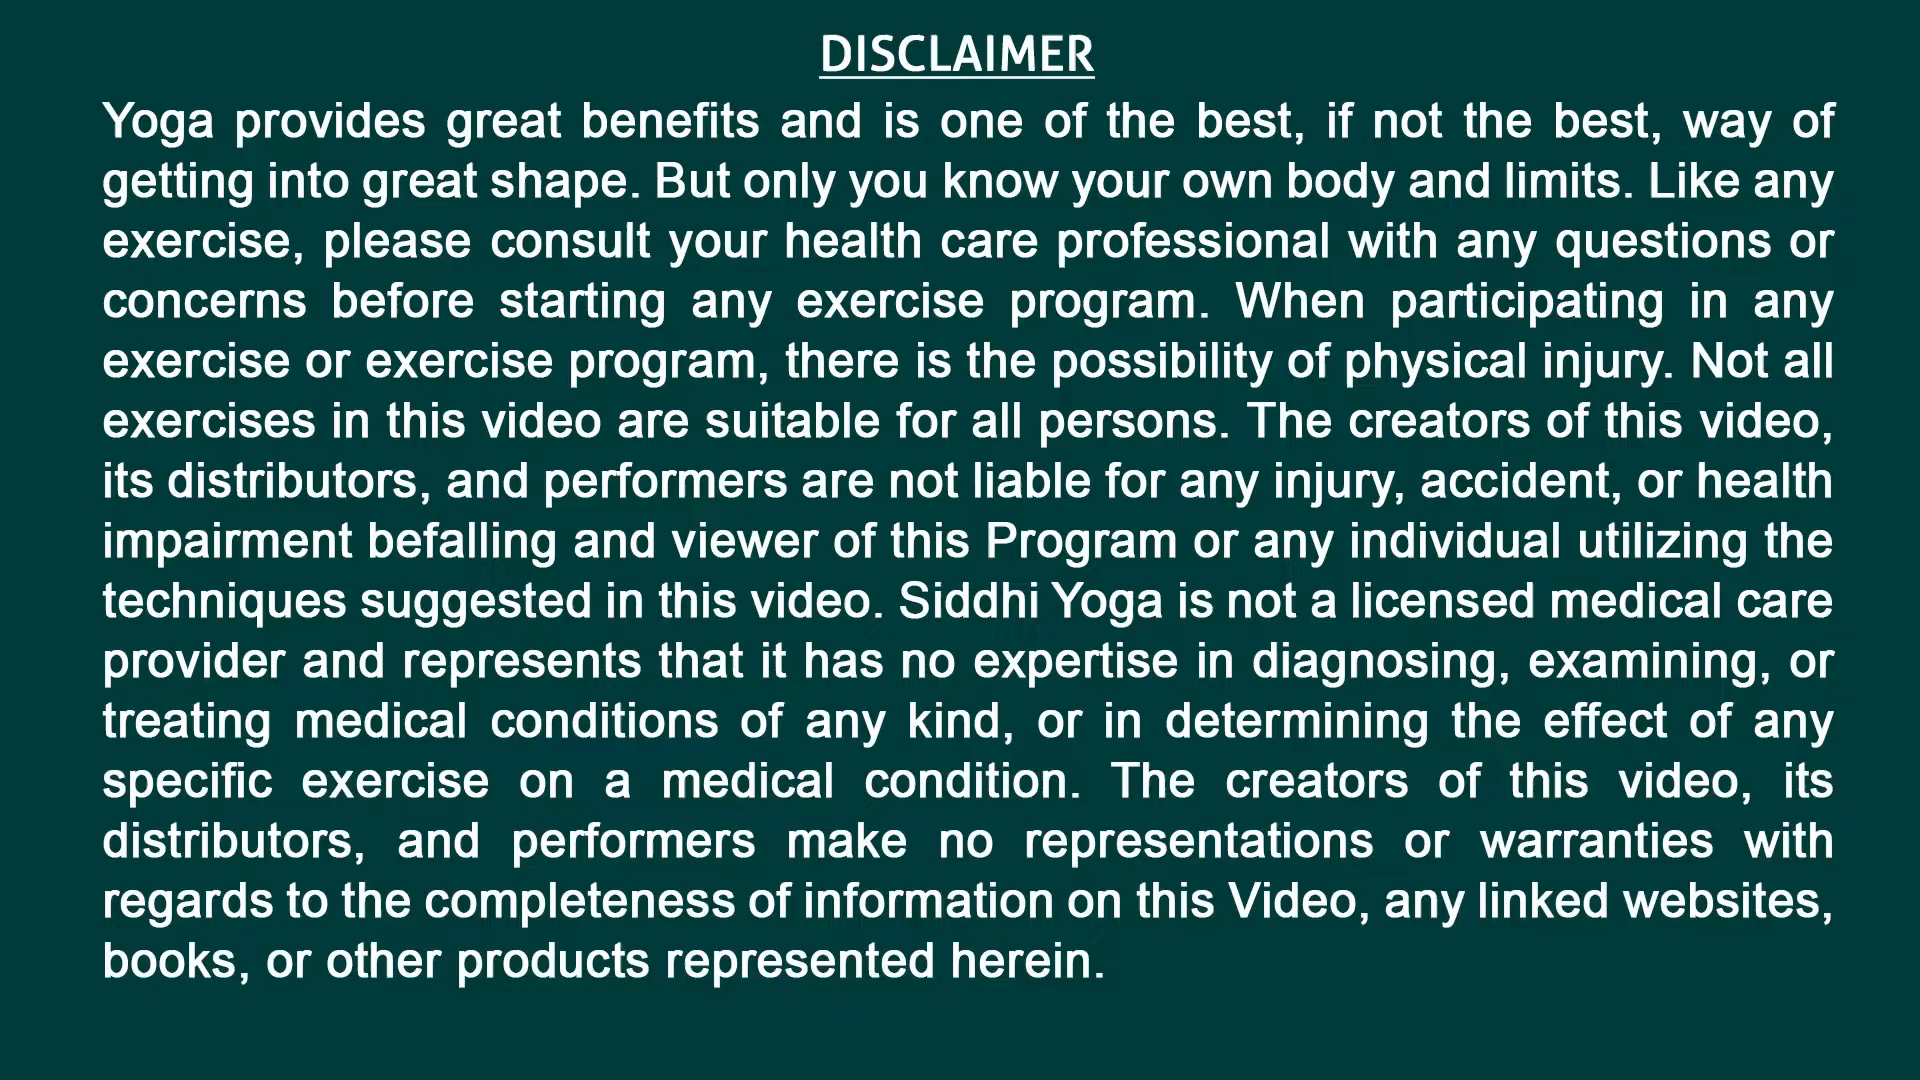 DISCLAIMER
Yoga provides great benefits and is one of the best, if not the best, way of
getting into great shape. But only you know your own body and limits. Like any
exercise, please consult your health care professional with any questions or
concerns before starting any exercise program. When participating in any
exercise or exercise program, there is the possibility of physical injury. Not all
exercises in this video are suitable for all persons. The creators of this video,
its distributors, and performers are not liable for any injury, accident, or health
impairment befalling and viewer of this Program or any individual utilizing the
techniques suggested in this video. Siddhi Yoga is not a licensed medical care
provider and represents that it has no expertise in diagnosing, examining, or
treating medical conditions of any kind, or in determining the effect of any
specific exercise on a medical condition. The creators of this video, its
distributors, and performers make no representations or warranties with
regards to the completeness of information on this Video, any linked websites,
books, or other products represented herein.